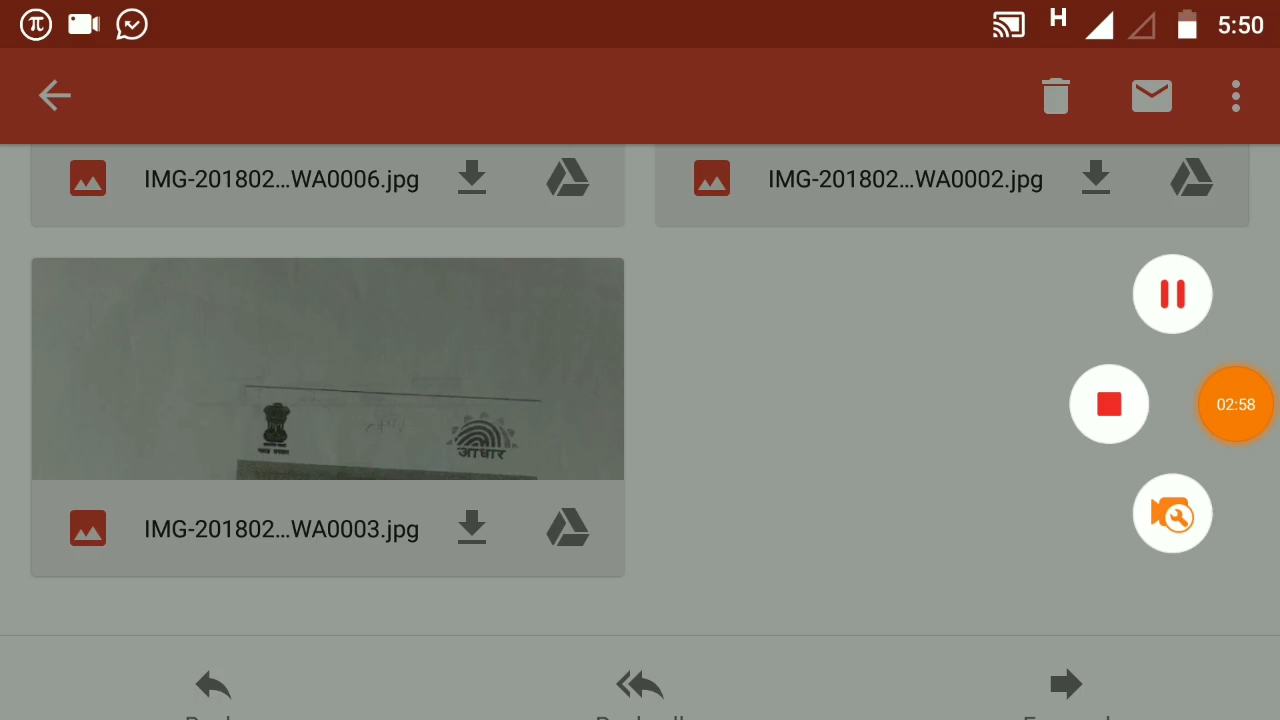 5:50
H
IMG-201802...WA0006.jpg
IMG-201802...WA0002.jpg
आधार
IMG-201802...WA0003.jpg
02:58